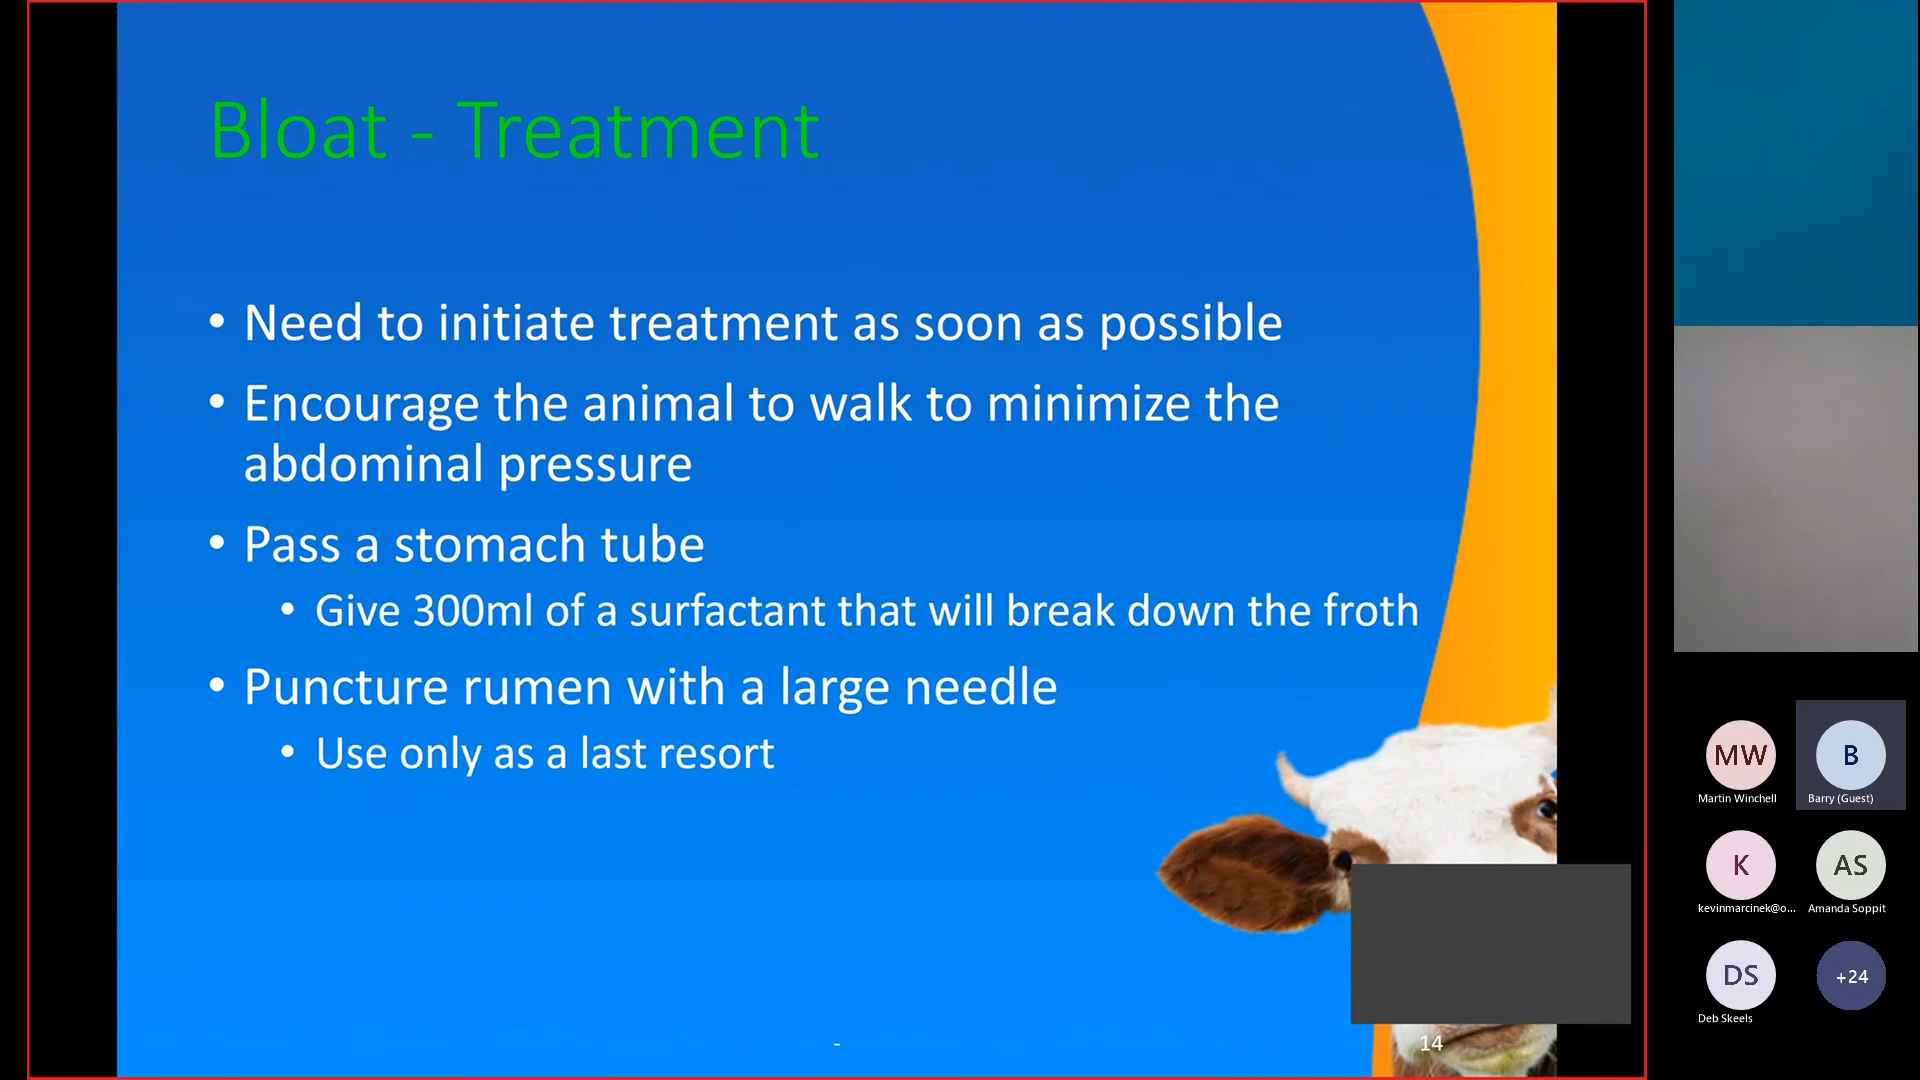 Bloat - Treatment
• Need to initiate treatment as soon as possible
• Encourage the animal to walk to minimize the
abdominal pressure
• Pass a stomach tube
• Give 300ml of a surfactant that will break down the froth
• Puncture rumen with a large needle
• Use only as a last resort
-
14
MW
Martin Winchell
B
Barry (Guest)
K
kevinmarcinek@o...
AS
Amanda Soppit
DS
Deb Skeels
+24